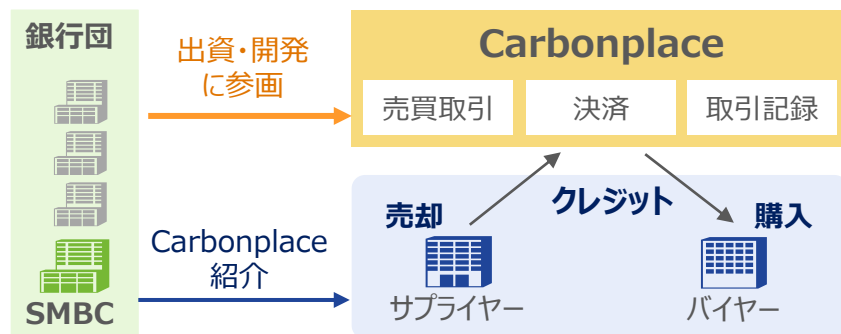 銀行団
出資・開発
に参画
Carbonplace
売買取引
決済
取引記録
売却
クレジット
購入
Carbonplace
紹介
SMBC
サプライヤー
バイヤー